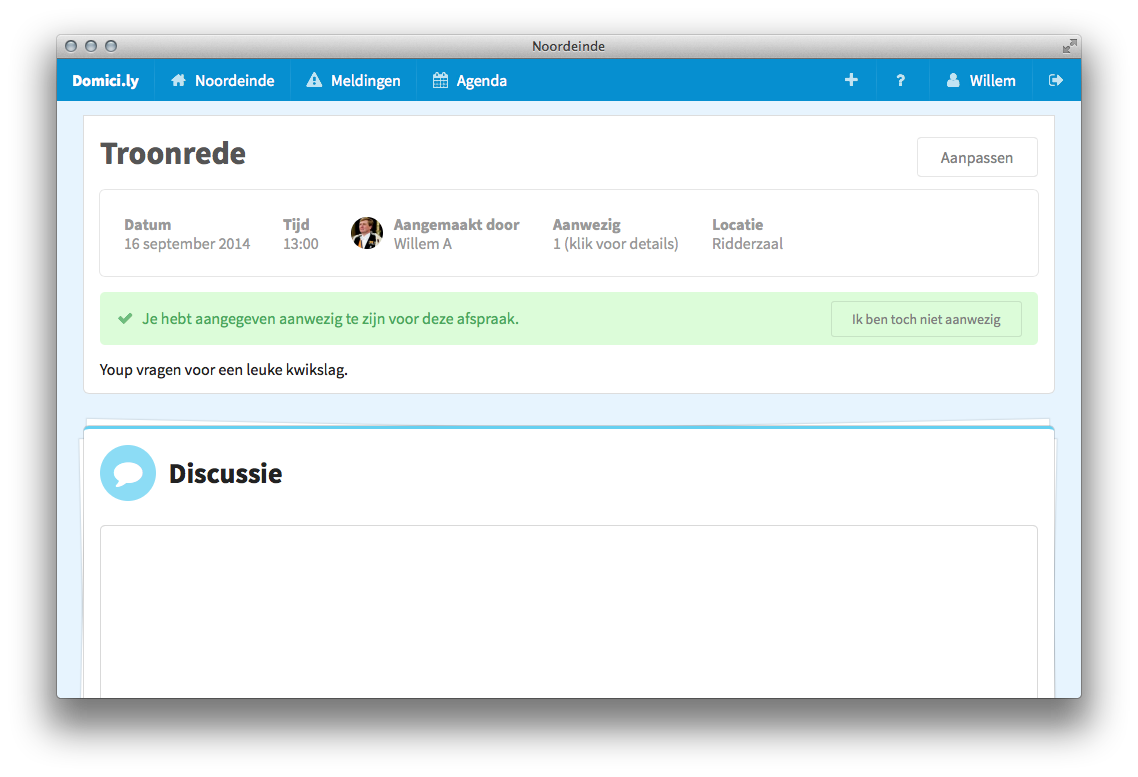 Noordeinde
Domici.ly Noordeinde Meldingen Agenda + ? Willem
Troonrede
Aanpassen
Datum Tijd Aangemaakt door Aanwezig Locatie
16 september 2014 13:00 Willem A 1 (klik voor details) Ridderzaal
Je hebt aangegeven aanwezig te zijn voor deze afspraak. Ik ben toch niet aanwezig
Youp vragen voor een leuke kwikslag.
Discussie